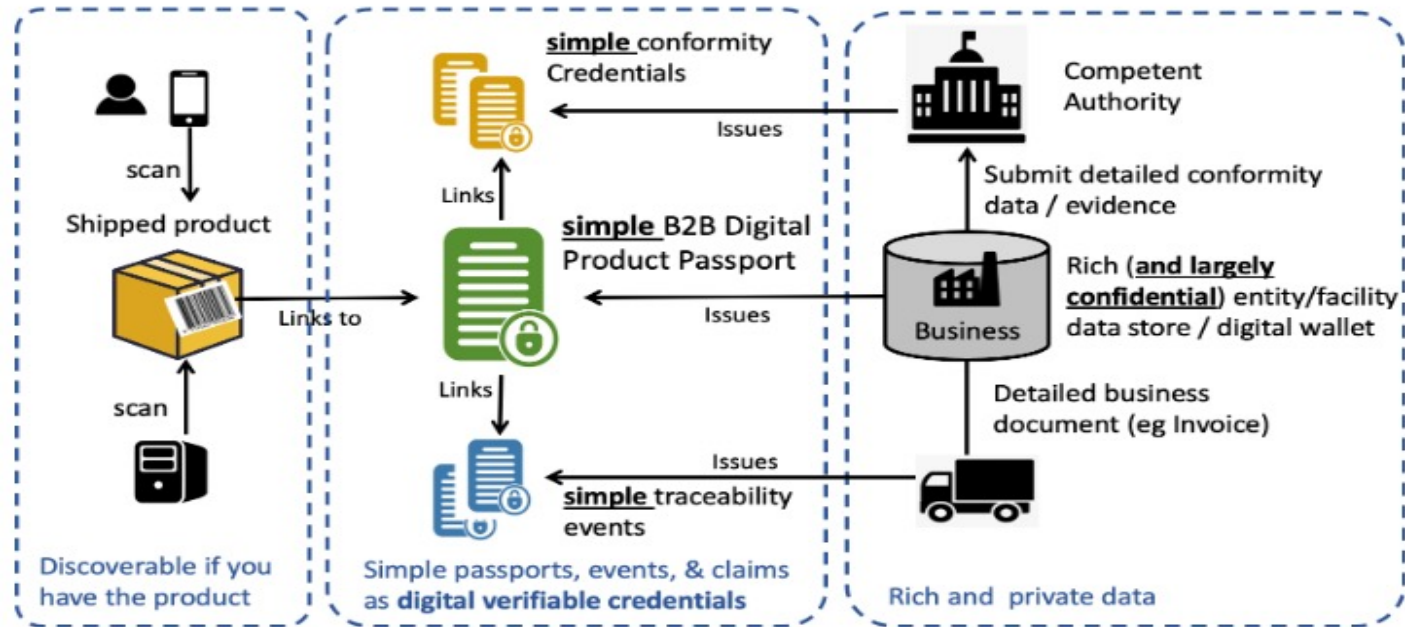 scan
Shipped product
Links to
scan
Discoverable if you
have the product
simple conformity
Credentials
Issues
Links
simple B2B Digital
Product Passport
Issues
Links
Issues
simple traceability
events
Simple passports, events, & claims
as digital verifiable credentials
Competent
Authority
Submit detailed conformity
data / evidence
Business
Rich (and largely
confidential) entity/facility
data store / digital wallet
Detailed business
document (eg Invoice)
Rich and  private data